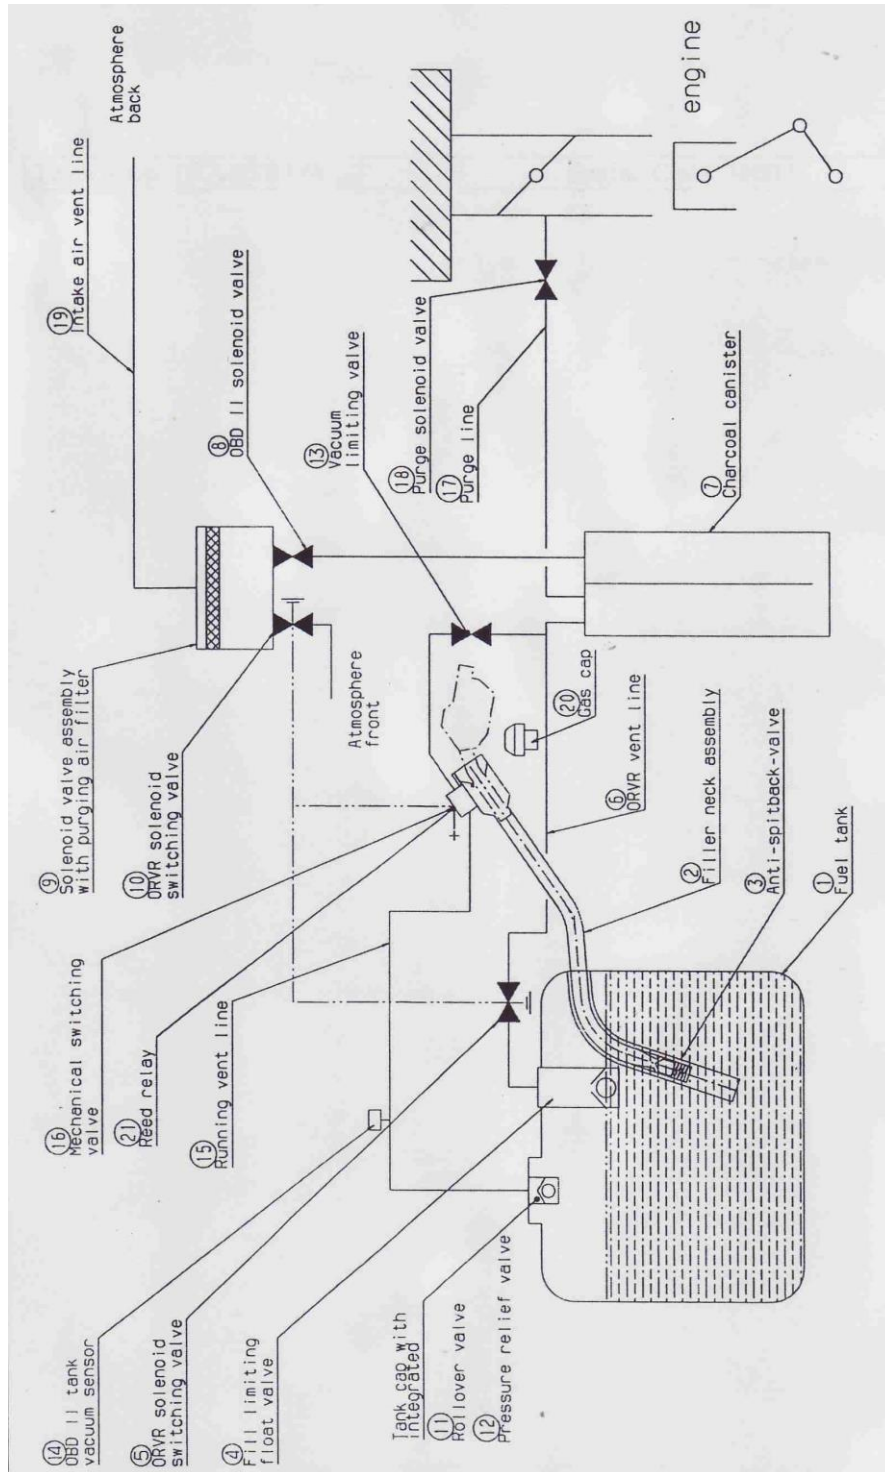 ⑭
OBD II tank
vacuum sensor
⑤
ORVR solenoid
switching valve
④
Fill limiting
float valve
Tank cap with
integrated
⑪
Rollover valve
⑫
Pressure relief valve
⑯
Mechanical switching
valve
㉑
Reed relay
⑮
Running vent line
⑨
Solenoid valve assembly
with purging air filter
⑩
ORVR solenoid
switching valve
Atmosphere
front
⑳
Gas cap
⑥
ORVR vent line
②
Filler neck assembly
③
Anti-spitback-valve
①
Fuel tank
⑲
Intake air vent line
⑧
OBD II solenoid valve
⑬
Vacuum
limiting valve
⑱
Purge solenoid valve
⑰
Purge line
⑦
Charcoal canister
Atmosphere
back
engine